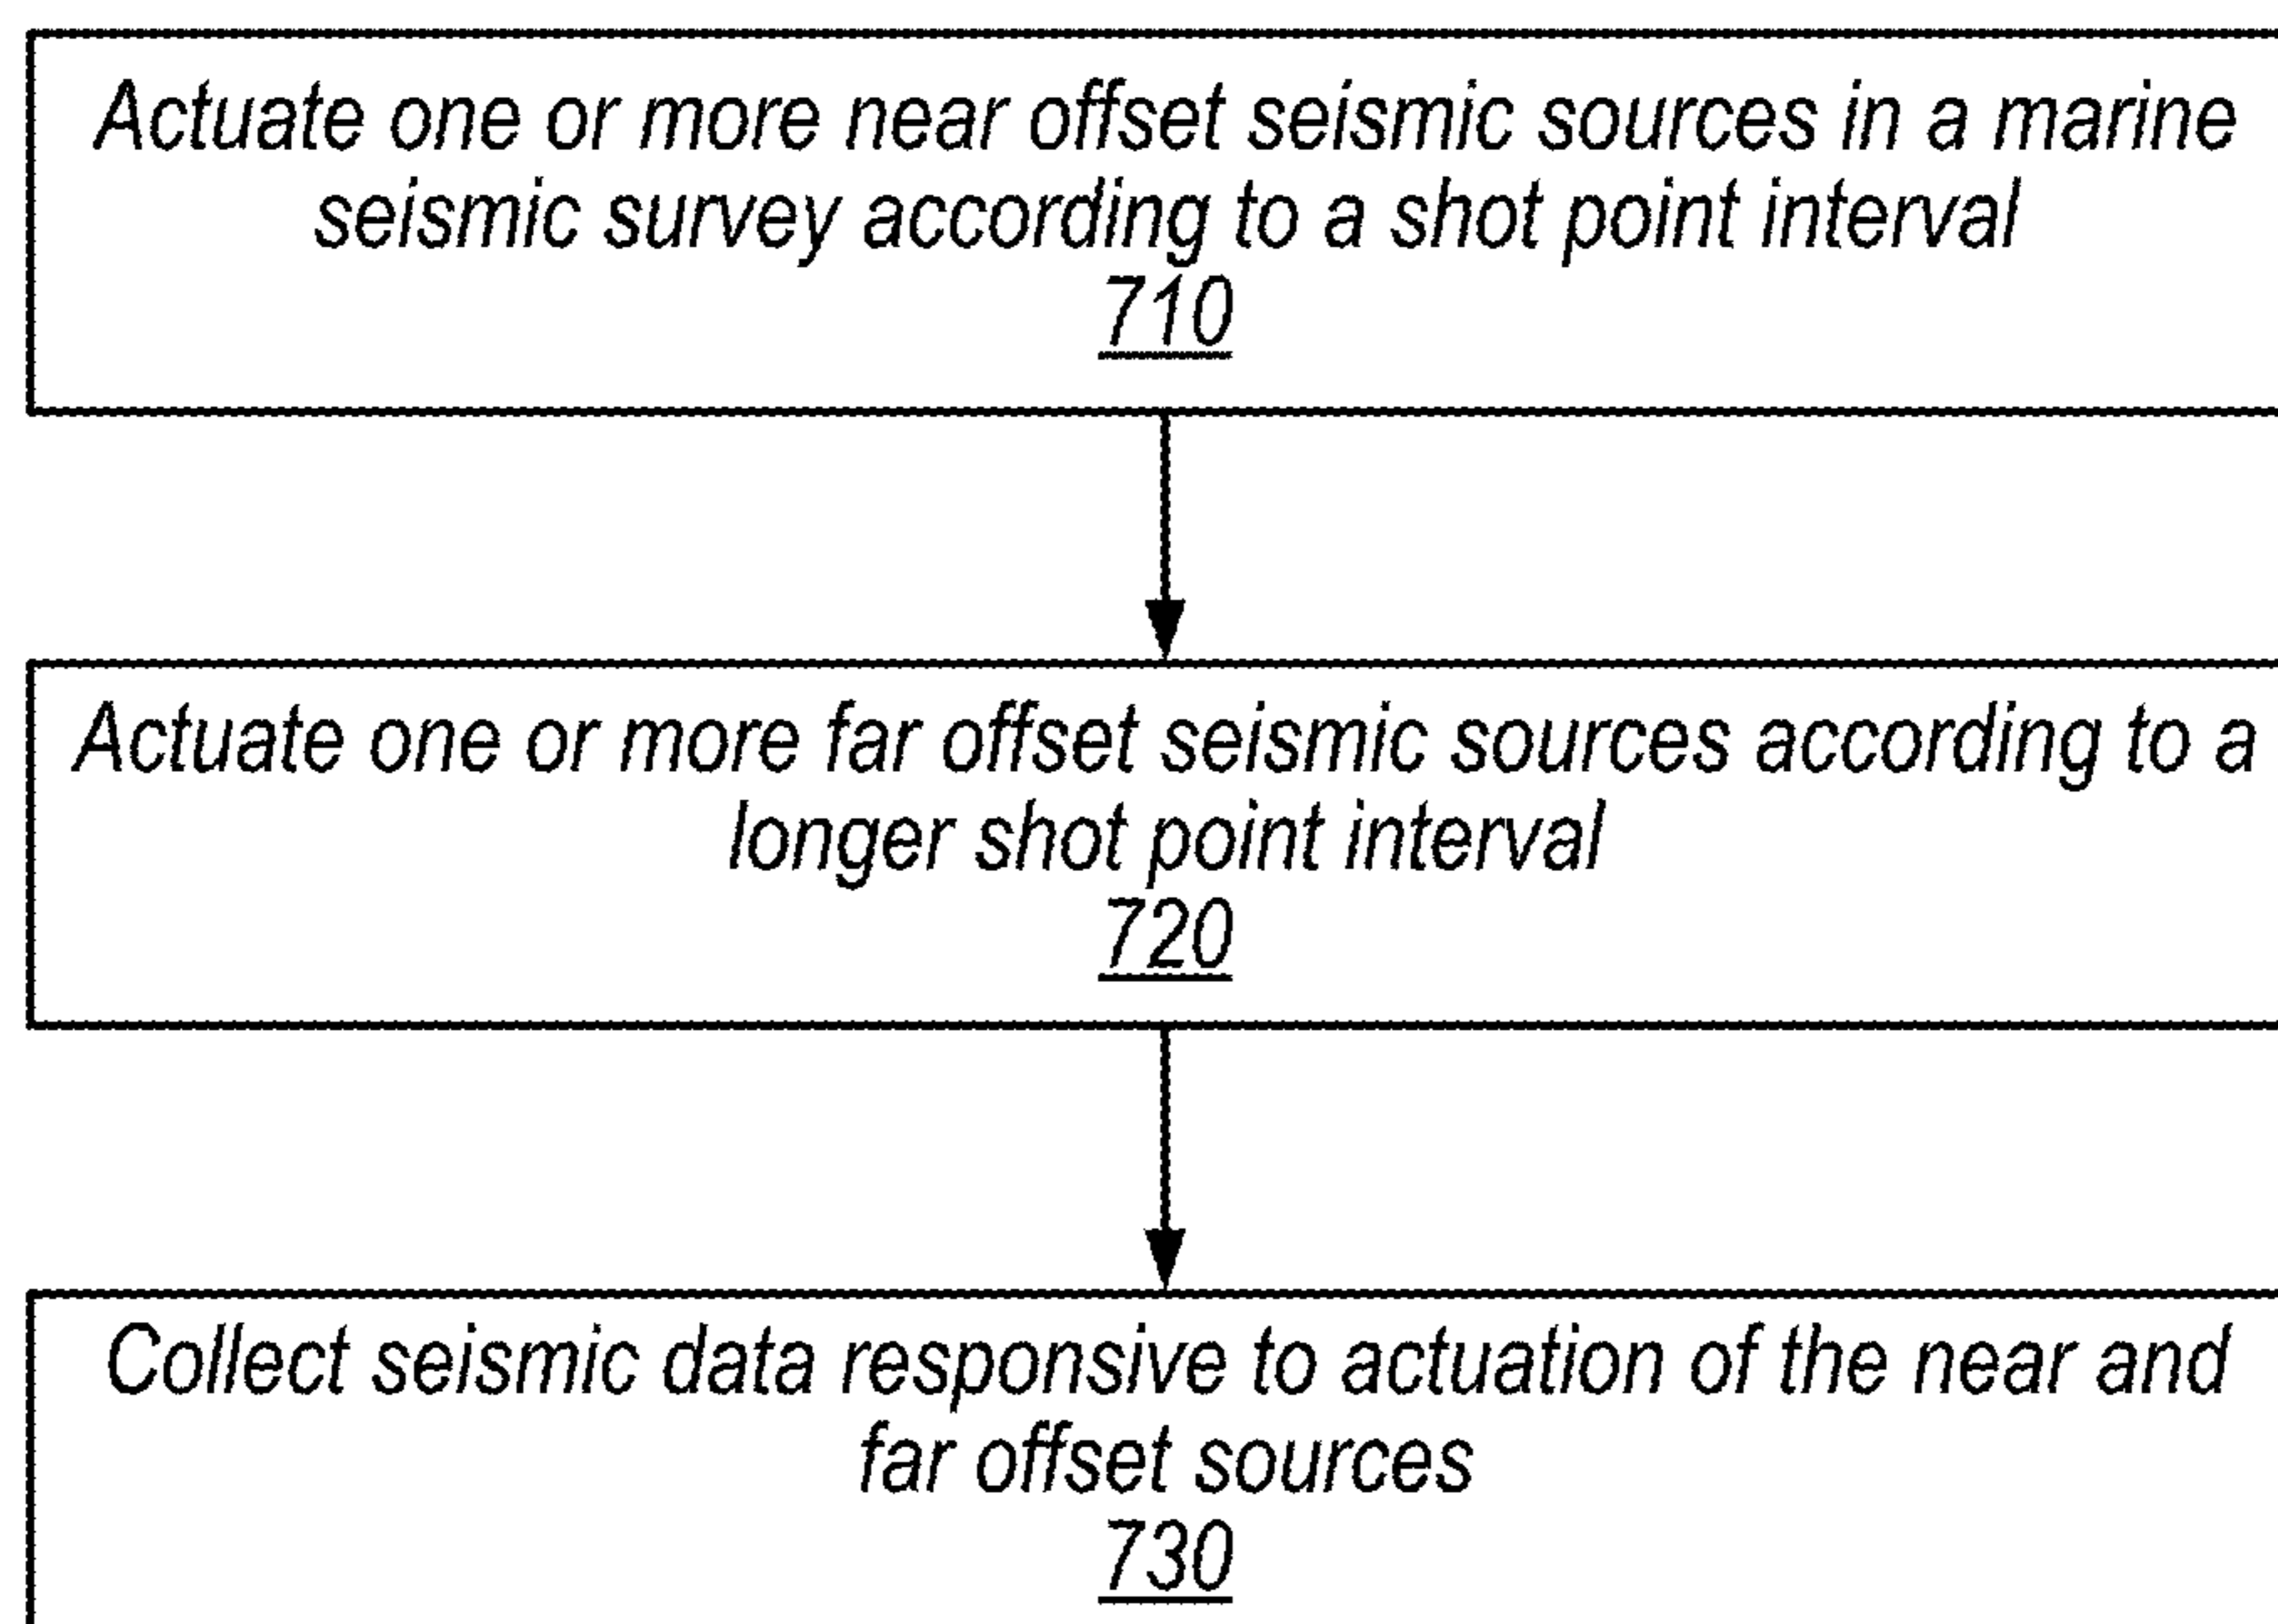 Actuate one or more near offset seismic sources in a marine
seismic survey according to a shot point interval
710
Actuate one or more far offset seismic sources according to a
longer shot point interval
720
Collect seismic data responsive to actuation of the near and
far offset sources
730